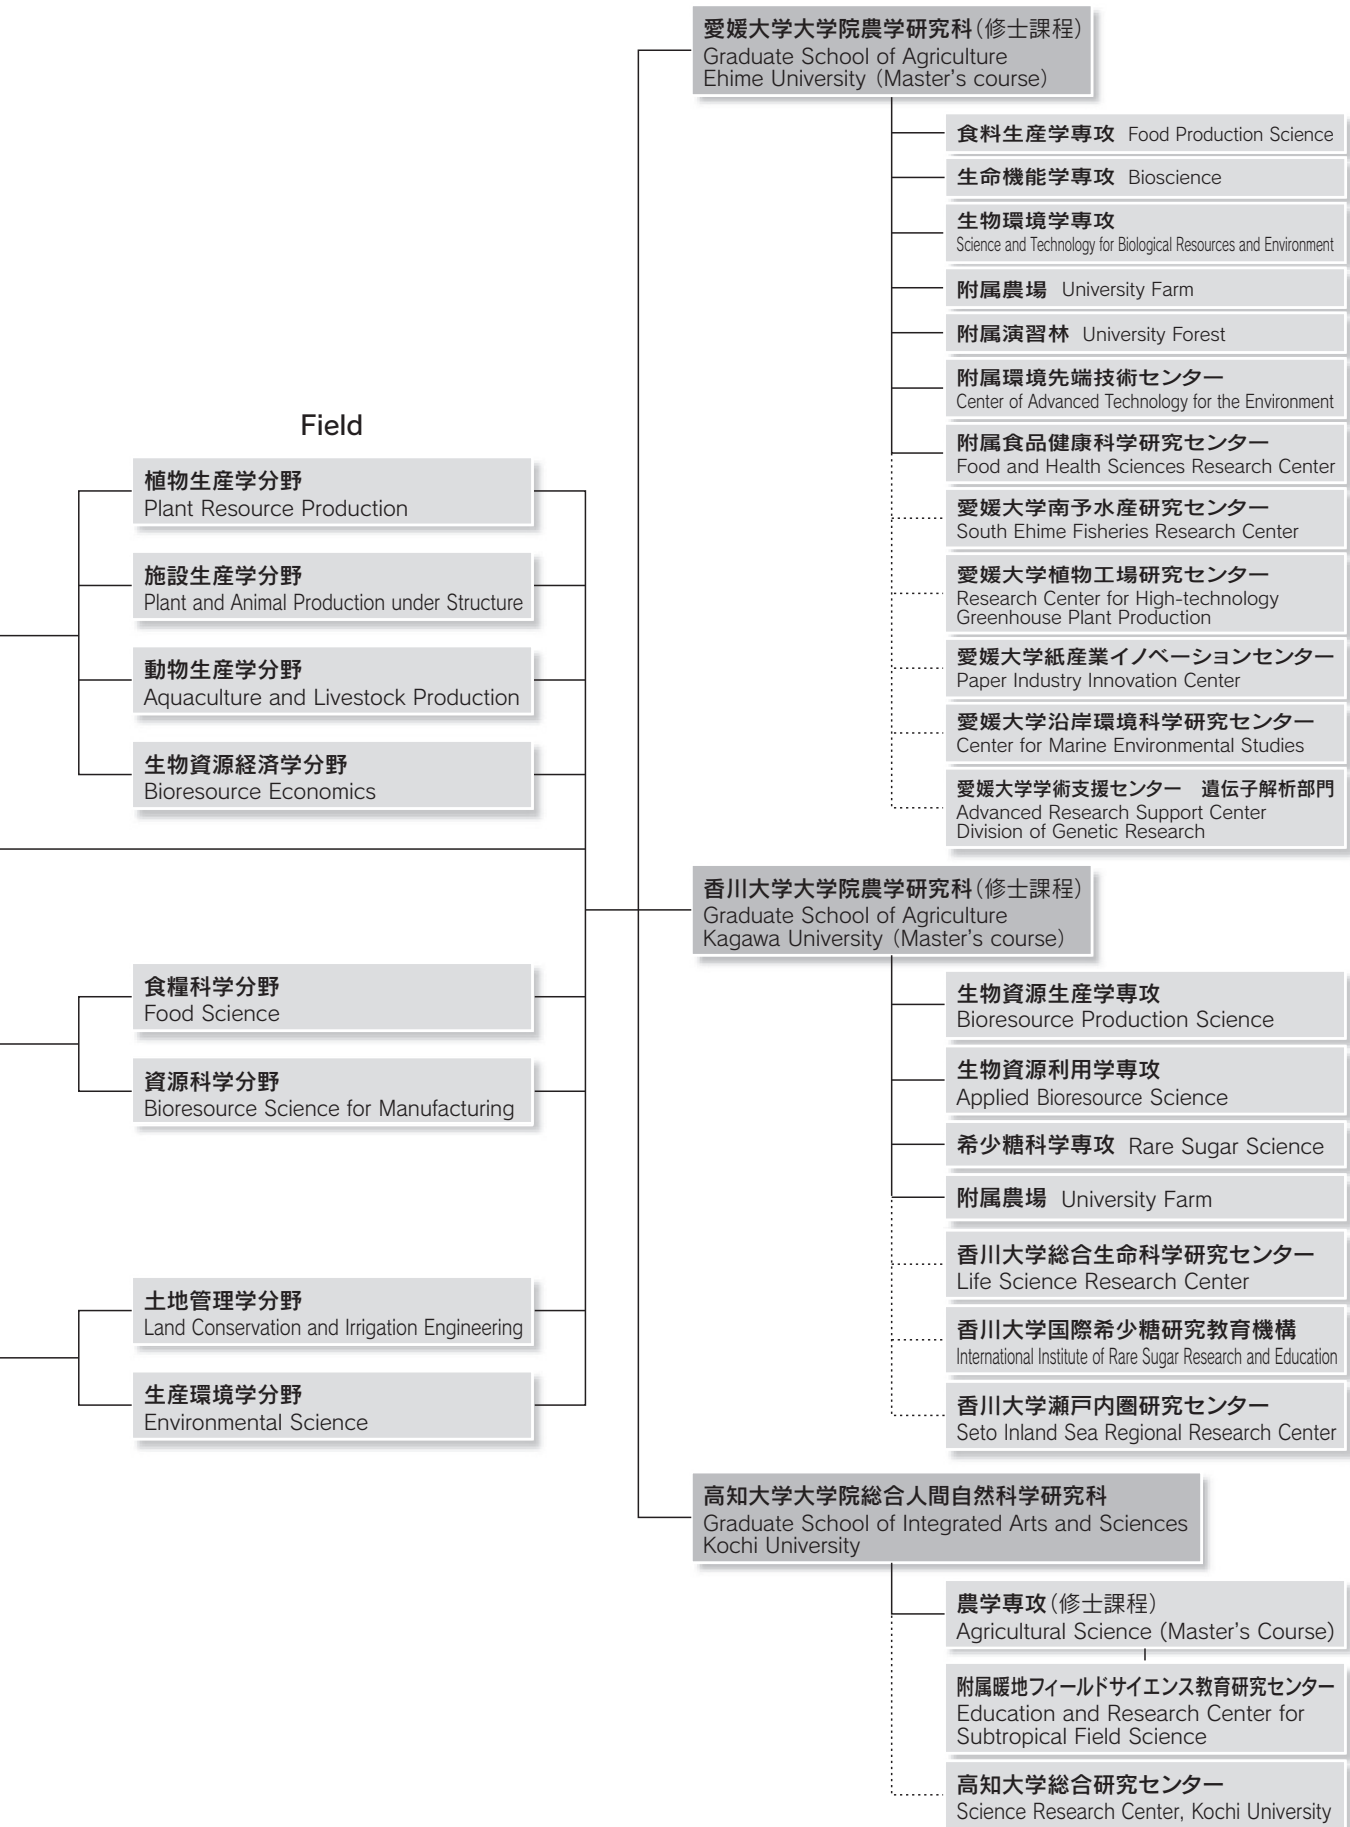 Field
植物生産学分野
Plant Resource Production
施設生産学分野
Plant and Animal Production under Structure
動物生産学分野
Aquaculture and Livestock Production
生物資源経済学分野
Bioresource Economics
食糧科学分野
Food Science
資源科学分野
Bioresource Science for Manufacturing
土地管理学分野
Land Conservation and Irrigation Engineering
生産環境学分野
Environmental Science
愛媛大学大学院農学研究科(修士課程)
Graduate School of Agriculture
Ehime University (Master’s course)
食料生産学専攻 Food Production Science
生命機能学専攻 Bioscience
生物環境学専攻
Science and Technology for Biological Resources and Environment
附属農場 University Farm
附属演習林 University Forest
附属環境先端技術センター
Center of Advanced Technology for the Environment
附属食品健康科学研究センター
Food and Health Sciences Research Center
愛媛大学南予水産研究センター
South Ehime Fisheries Research Center
愛媛大学植物工場研究センター
Research Center for High-technology
Greenhouse Plant Production
愛媛大学紙産業イノベーションセンター
Paper Industry Innovation Center
愛媛大学沿岸環境科学研究センター
Center for Marine Environmental Studies
愛媛大学学術支援センター 遺伝子解析部門
Advanced Research Support Center
Division of Genetic Research
香川大学大学院農学研究科(修士課程)
Graduate School of Agriculture
Kagawa University (Master’s course)
生物資源生産学専攻
Bioresource Production Science
生物資源利用学専攻
Applied Bioresource Science
希少糖科学専攻 Rare Sugar Science
附属農場 University Farm
香川大学総合生命科学研究センター
Life Science Research Center
香川大学国際希少糖研究教育機構
International Institute of Rare Sugar Research and Education
香川大学瀬戸内圏研究センター
Seto Inland Sea Regional Research Center
高知大学大学院総合人間自然科学研究科
Graduate School of Integrated Arts and Sciences
Kochi University
農学専攻(修士課程)
Agricultural Science (Master’s Course)
附属暖地フィールドサイエンス教育研究センター
Education and Research Center for
Subtropical Field Science
高知大学総合研究センター
Science Research Center, Kochi University